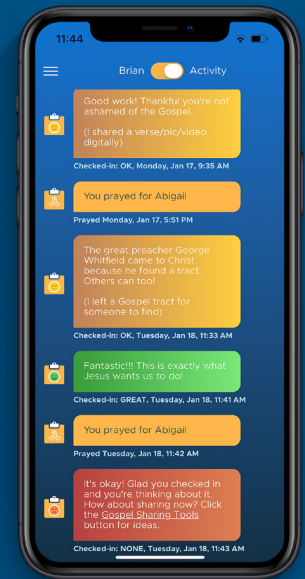 11:44
Brian Activity
Good work! Thankful you're not
ashamed of the Gospel.
(I shared a verse/pic/video
digitally)
Checked-in: OK, Monday, Jan 17, 9:35 AM
You prayed for Abigail
Prayed Monday, Jan 17, 5:51 PM
The great preacher George
Whitfield came to Christ
because he found a tract.
Others can too!
(I left a Gospel tract for
someone to find)
Checked-in: OK, Tuesday, Jan 18, 11:33 AM
Fantastic!!! This is exactly what
Jesus wants us to do!
Checked-in: GREAT, Tuesday, Jan 18, 11:41 AM
You prayed for Abigail
Prayed Tuesday, Jan 18, 11:42 AM
It's okay! Glad you checked in
and you're thinking about it.
How about sharing now? Click
the Gospel Sharing Tools
button for ideas.
Checked-in: NONE, Tuesday, Jan 18, 11:43 AM